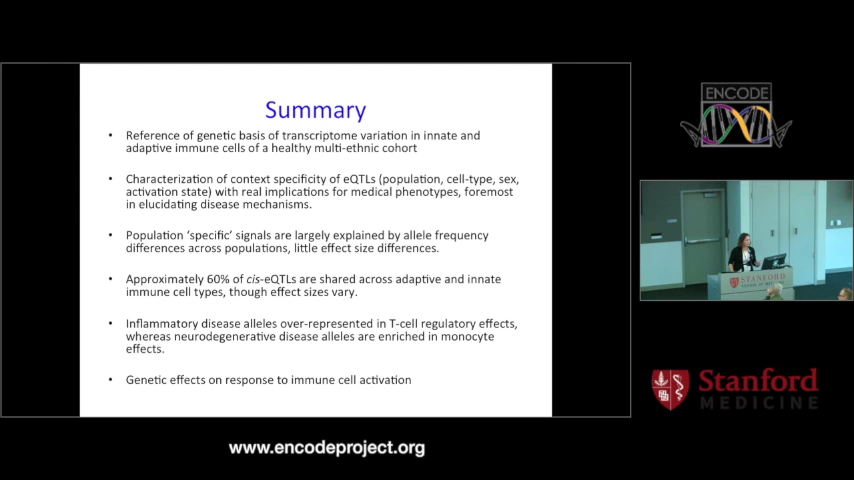 Summary
• Reference of genetic basis of transcriptome variation in innate and
adaptive immune cells of a healthy multi-ethnic cohort
• Characterization of context specificity of eQTLs (population, cell-type, sex,
activation state) with real implications for medical phenotypes, foremost
in elucidating disease mechanisms.
• Population ‘specific’ signals are largely explained by allele frequency
differences across populations, little effect size differences.
• Approximately 60% of cis-eQTLs are shared across adaptive and innate
immune cell types, though effect sizes vary.
• Inflammatory disease alleles over-represented in T-cell regulatory effects,
whereas neurodegenerative disease alleles are enriched in monocyte
effects.
• Genetic effects on response to immune cell activation
ENCODE
STANFORD
Stanford
MEDICINE
www.encodeproject.org